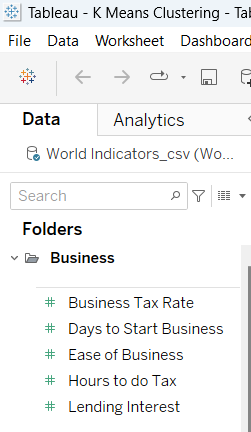 Tableau - K Means Clustering - Ta
File Data Worksheet Dashboard
Data Analytics
World Indicators_csv (Wo...
Search
Folders
Business
Business Tax Rate
Days to Start Business
Ease of Business
Hours to do Tax
Lending Interest